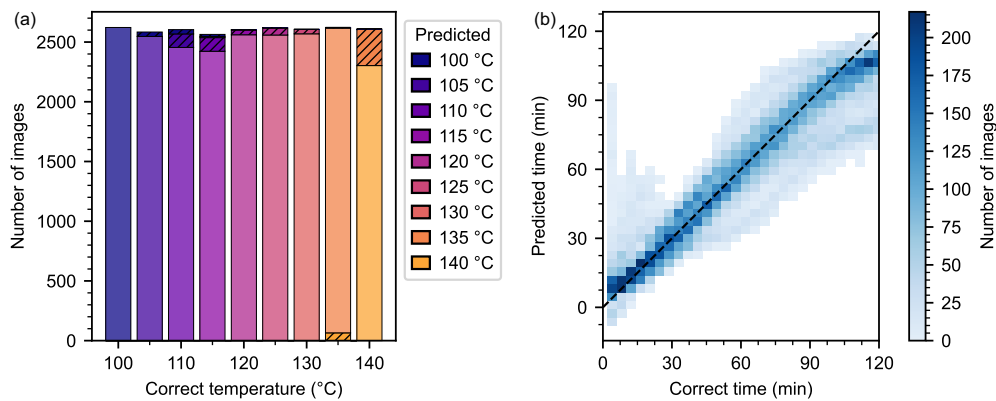 (a)
Number of images
2500
2000
1500
1000
500
0
100
110
120
130
140
Correct temperature (°C)
Predicted
100 °C
105 °C
110 °C
115 °C
120 °C
125 °C
130 °C
135 °C
140 °C
(b)
Predicted time (min)
120
90
60
30
0
0
30
60
90
120
Correct time (min)
200
175
150
125
100
75
50
25
0
Number of images